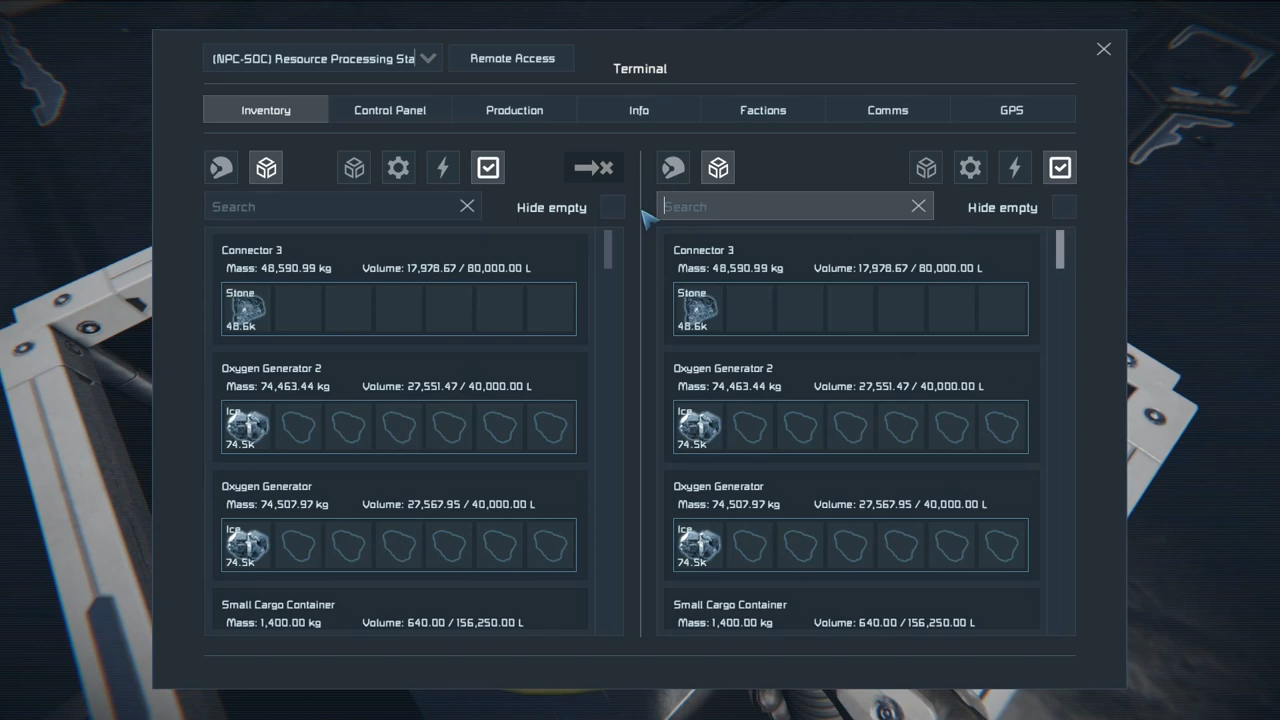 (NPC-SOC) Resource Processing Sta
Remote Access
Terminal
Inventory
Control Panel
Production
Info
Factions
Comms
GPS
Search
Hide empty
Connector 3
Mass: 48,590.99 kg Volume: 17,978.67 / 80,000.00 L
Stone
48.6k
Oxygen Generator 2
Mass: 74,463.44 kg Volume: 27,551.47 / 40,000.00 L
Ice
74.5k
Oxygen Generator
Mass: 74,507.97 kg Volume: 27,567.95 / 40,000.00 L
Ice
74.5k
Small Cargo Container
Mass: 1,400.00 kg Volume: 640.00 / 156,250.00 L
Search
Hide empty
Connector 3
Mass: 48,590.99 kg Volume: 17,978.67 / 80,000.00 L
Stone
48.6k
Oxygen Generator 2
Mass: 74,463.44 kg Volume: 27,551.47 / 40,000.00 L
Ice
74.5k
Oxygen Generator
Mass: 74,507.97 kg Volume: 27,567.95 / 40,000.00 L
Ice
74.5k
Small Cargo Container
Mass: 1,400.00 kg Volume: 640.00 / 156,250.00 L